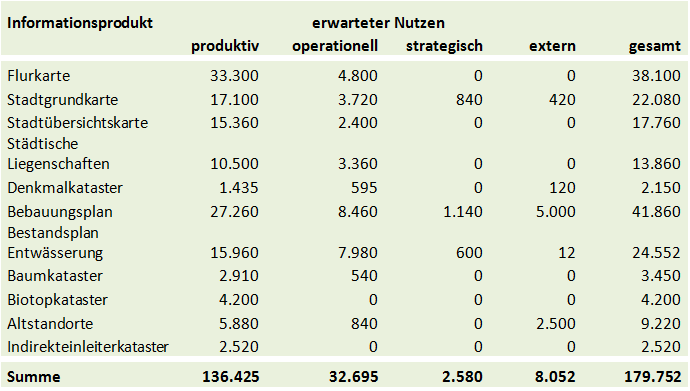 Informationsprodukt erwarteter Nutzen
produktiv operationell strategisch extern gesamt
Flurkarte 33.300 4.800 0 0 38.100
Stadtgrundkarte 17.100 3.720 840 420 22.080
Stadtübersichtskarte 15.360 2.400 0 0 17.760
Städtische
Liegenschaften 10.500 3.360 0 0 13.860
Denkmalkataster 1.435 595 0 120 2.150
Bebauungsplan 27.260 8.460 1.140 5.000 41.860
Bestandsplan
Entwässerung 15.960 7.980 600 12 24.552
Baumkataster 2.910 540 0 0 3.450
Biotopkataster 4.200 0 0 0 4.200
Altstandorte 5.880 840 0 2.500 9.220
Indirekteinleiterkataster 2.520 0 0 0 2.520
Summe 136.425 32.695 2.580 8.052 179.752